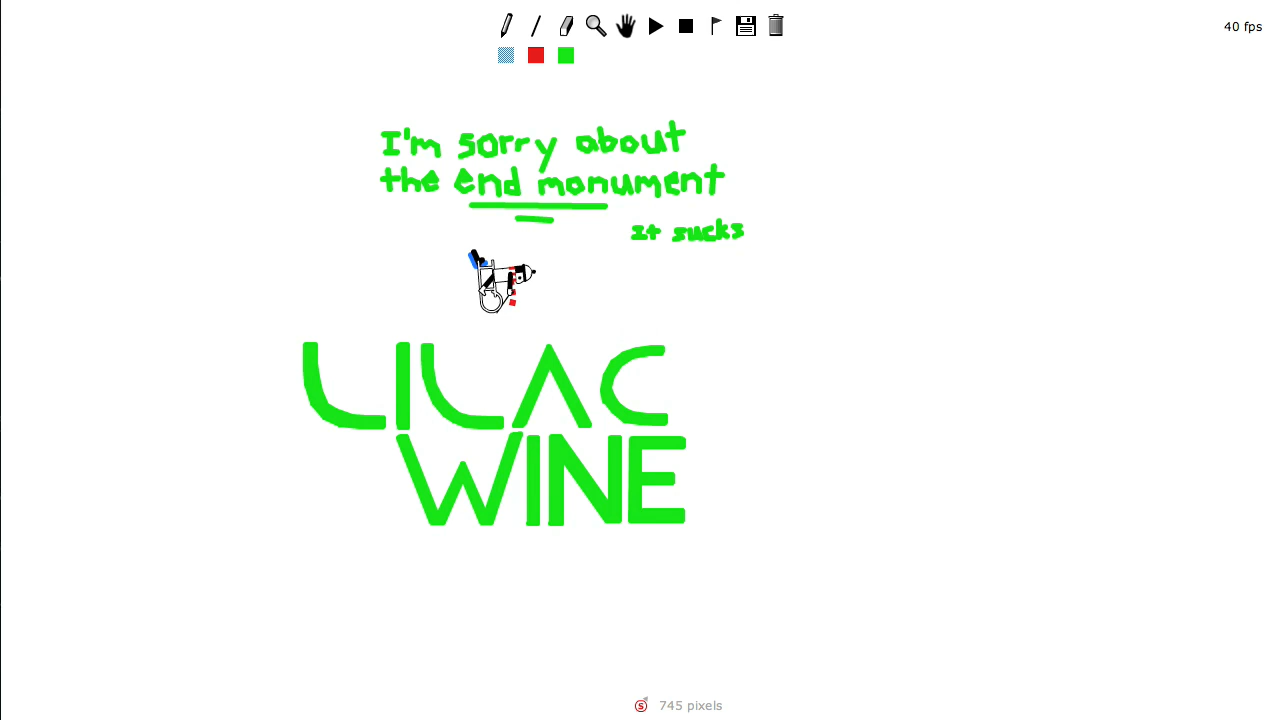 40 fps
I'm sorry about
the end monument
It sucks
LILAC
WINE
745 pixels